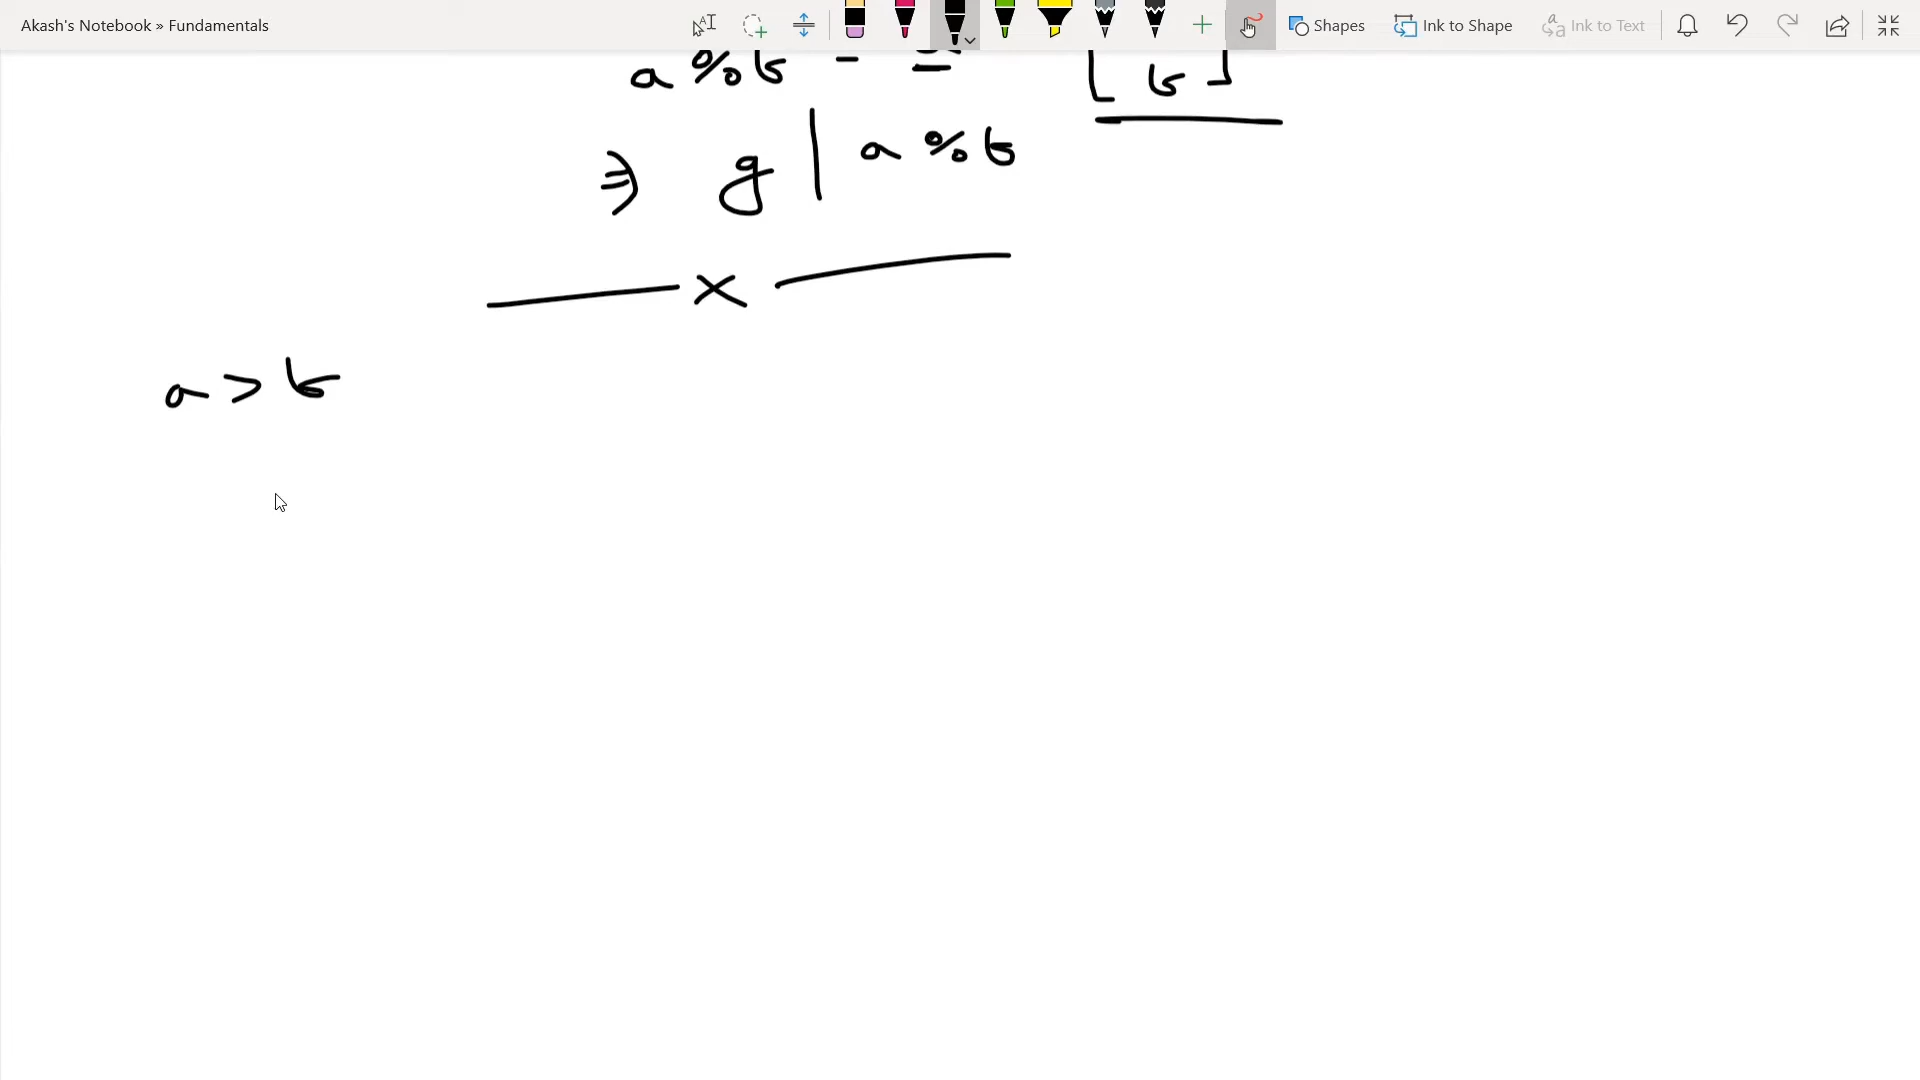 Akash's Notebook » Fundamentals
Shapes Ink to Shape Ink to Text
a % b =
[ b ]
⇒ g | a % b
x
a > b